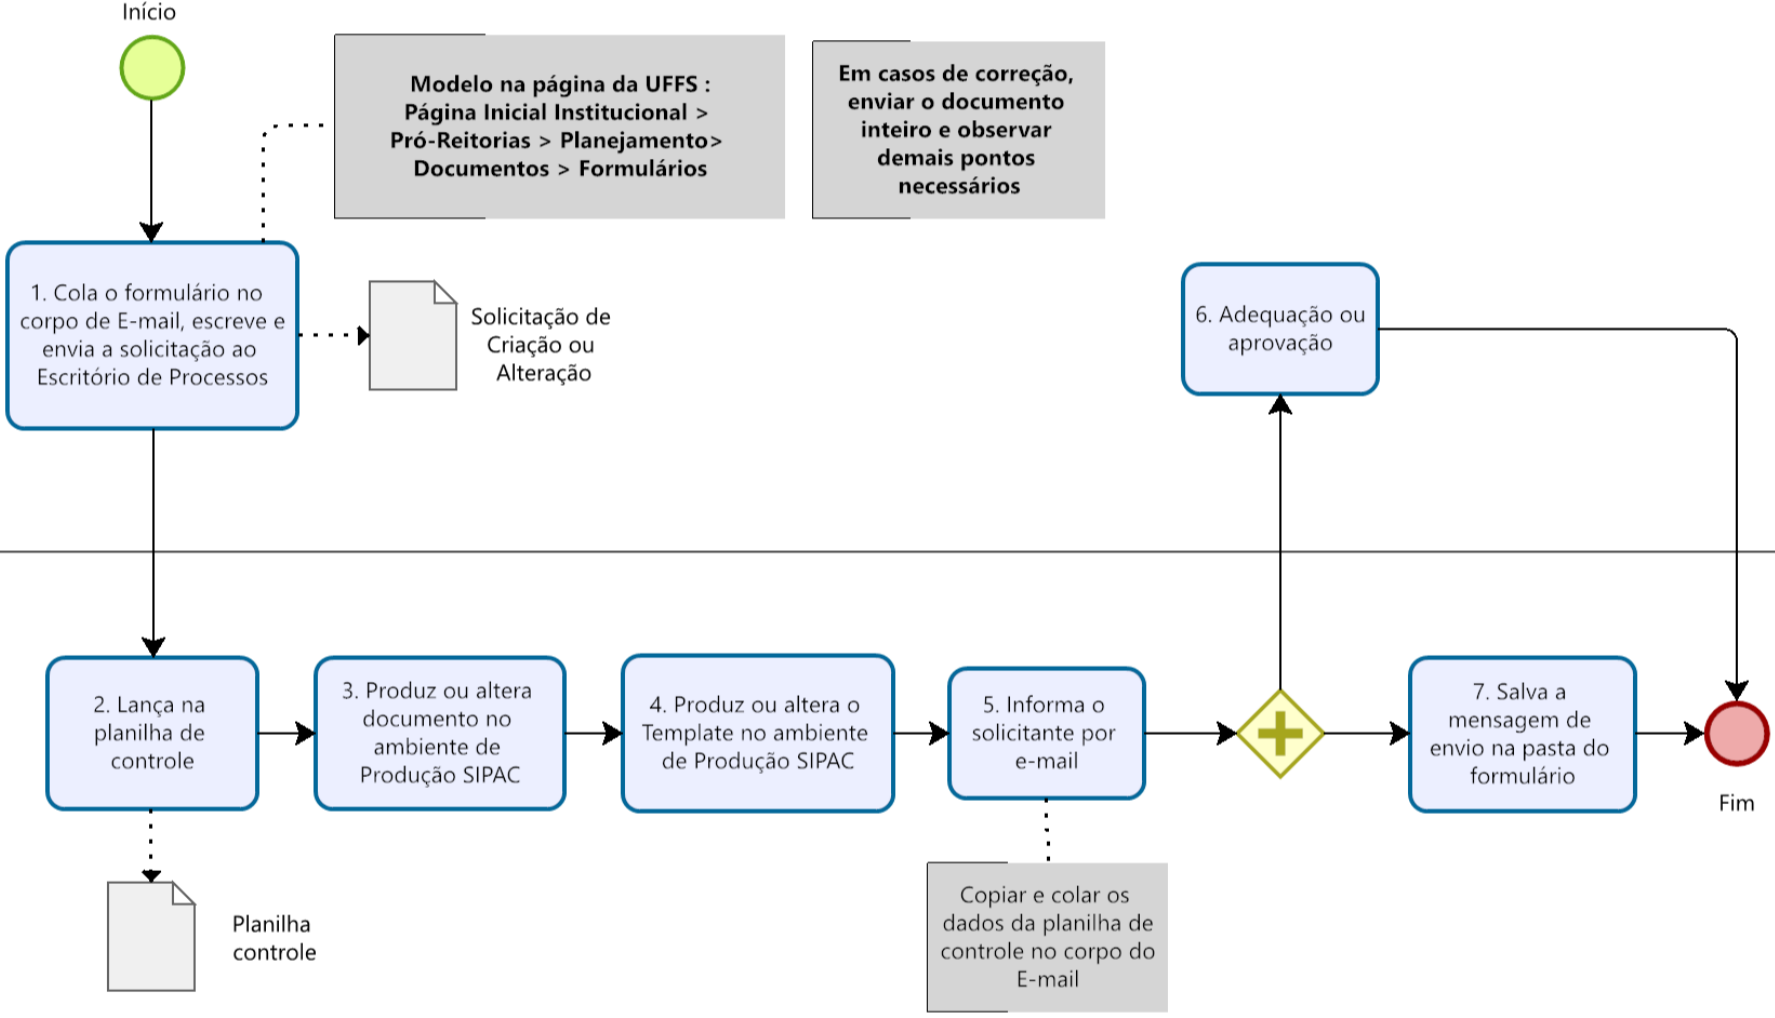 Início
Modelo na página da UFFS :
Página Inicial Institucional >
Pró-Reitorias > Planejamento>
Documentos > Formulários
Em casos de correção,
enviar o documento
inteiro e observar
demais pontos
necessários
1. Cola o formulário no
corpo de E-mail, escreve e
envia a solicitação ao
Escritório de Processos
Solicitação de
Criação ou
Alteração
6. Adequação ou
aprovação
2. Lança na
planilha de
controle
3. Produz ou altera
documento no
ambiente de
Produção SIPAC
4. Produz ou altera o
Template no ambiente
de Produção SIPAC
5. Informa o
solicitante por
e-mail
7. Salva a
mensagem de
envio na pasta do
formulário
Fim
Planilha
controle
Copiar e colar os
dados da planilha de
controle no corpo do
E-mail